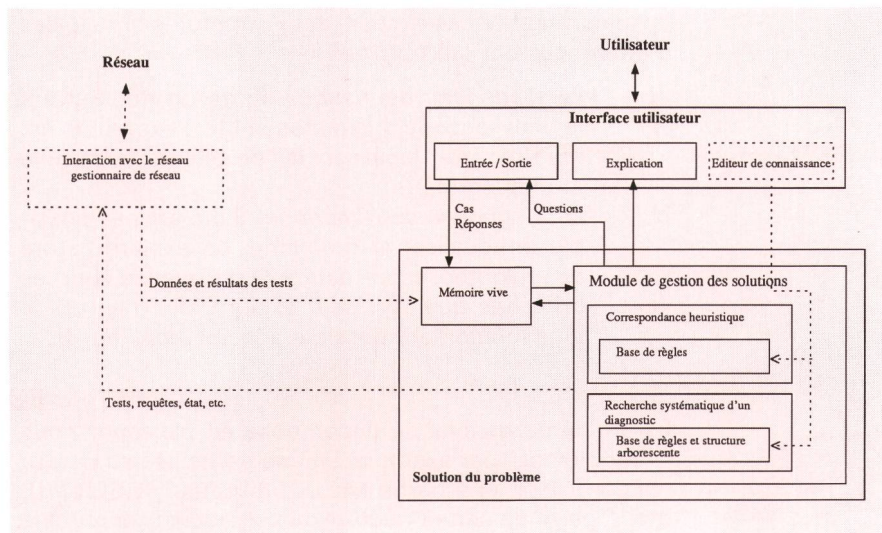 Utilisateur
Réseau
Interface utilisateur
Interaction avec le réseau
gestionnaire de réseau
Entrée / Sortie
Explication
Editeur de connaissance
Cas
Réponses
Questions
Données et résultats des tests
Mémoire vive
Module de gestion des solutions
Correspondance heuristique
Base de règles
Tests, requêtes, état, etc.
Recherche systématique d'un
diagnostic
Base de règles et structure
arborescente
Solution du problème